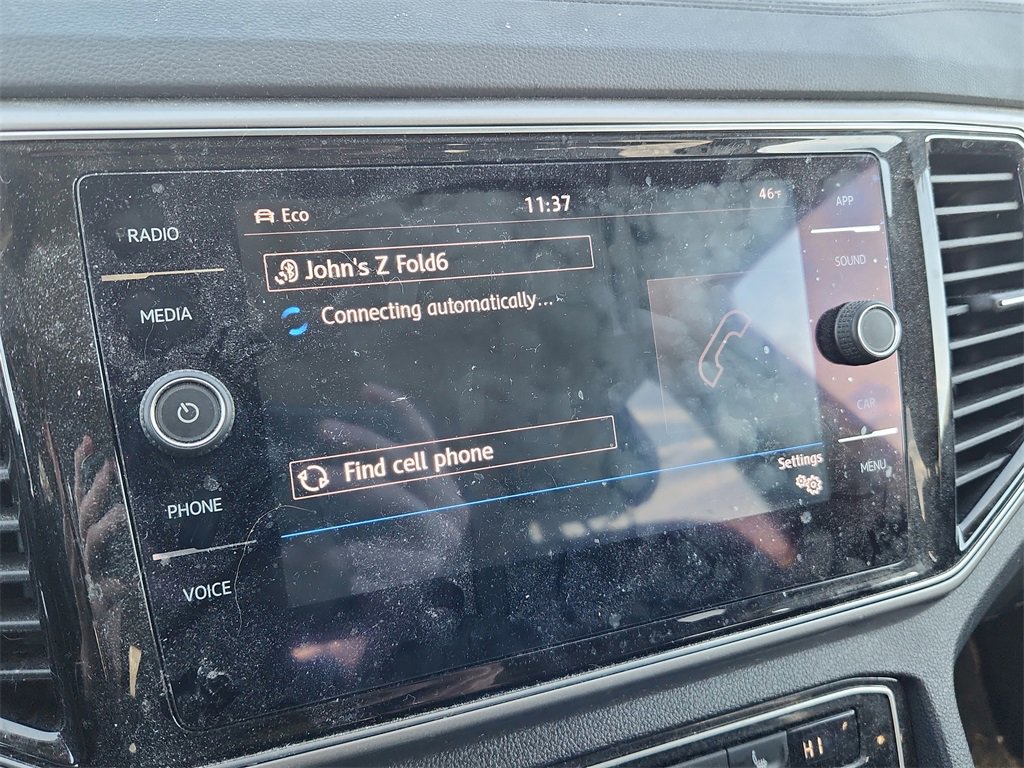 Eco
11:37
46°F
APP
RADIO
SOUND
John's Z Fold6
Connecting automatically...
MEDIA
CAR
Find cell phone
Settings
MENU
PHONE
VOICE
HI